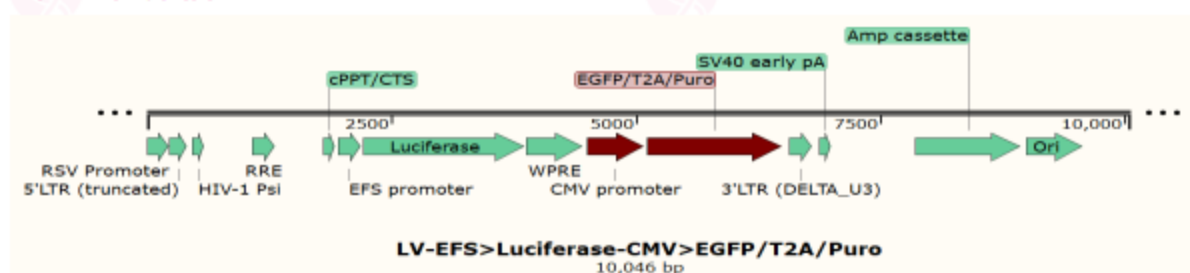 Amp cassette
SV40 early pA
cPPT/CTS EGFP/T2A/Puro
2500 5000 7500 10,000
Luciferase Ori
RSV Promoter RRE WPRE
5'LTR (truncated) HIV-1 Psi EFS promoter CMV promoter 3'LTR (DELTA_U3)
LV-EFS>Luciferase-CMV>EGFP/T2A/Puro
10,046 bp